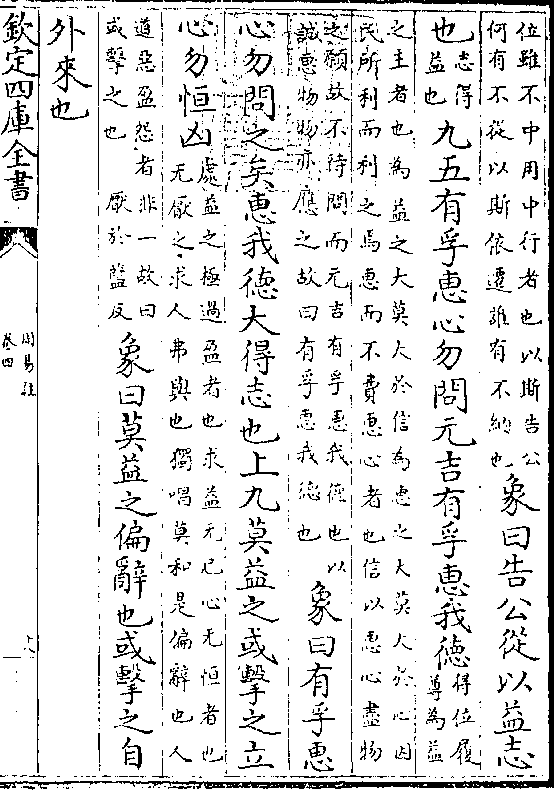 位雖不中用中行者也以斯告公何有不從以斯依遷誰有不納也象曰告公從以益志
也志得益也九五有孚惠心勿問元吉有孚惠我德得位履尊為益
之主者也為益之大莫大於信為惠之大莫大於心因民所利而利之焉惠而不費惠心者也信以惠心盡物
之願故不待問而元吉有孚惠我德也以誠惠物物亦應之故曰有孚惠我德也象曰有孚惠
心勿問之矣惠我德大得志也上九莫益之或擊之立
心勿恒凶處益之極過盈者也求益无已心无恒者也无厭之求人弗與也獨唱莫和是偏辭也人
道惡盈怨者非一故曰或擊之也 厭於鹽反象曰莫益之偏辭也或擊之自
外來也
欽定四庫全書
周易註
卷四
十八